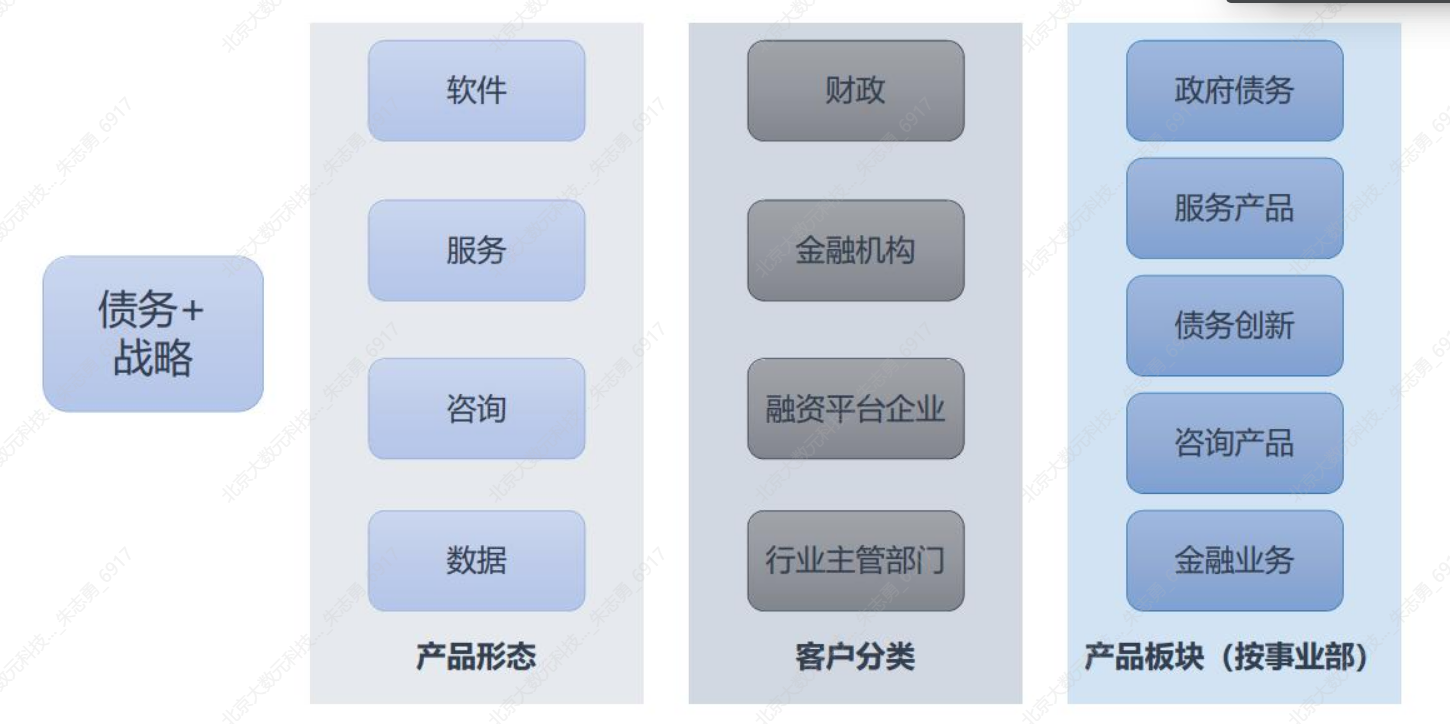 债务+
战略
软件
服务
咨询
数据
产品形态
财政
金融机构
融资平台企业
行业主管部门
客户分类
政府债务
服务产品
债务创新
咨询产品
金融业务
产品板块（按事业部）
北京大数元科技..._朱志勇_6917